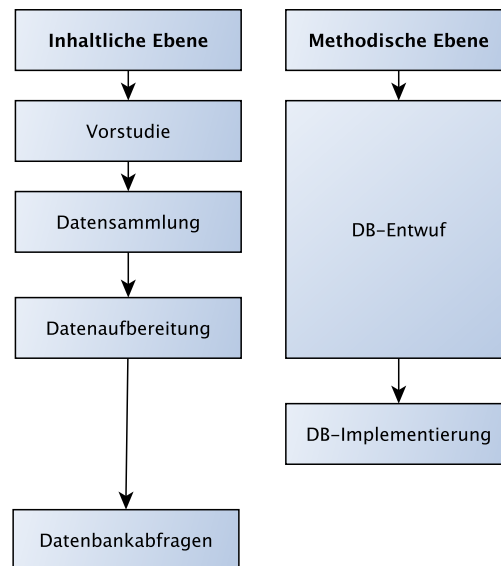 Inhaltliche Ebene
Vorstudie
Datensammlung
Datenaufbereitung
Datenbankabfragen
Methodische Ebene
DB-Entwuf
DB-Implementierung